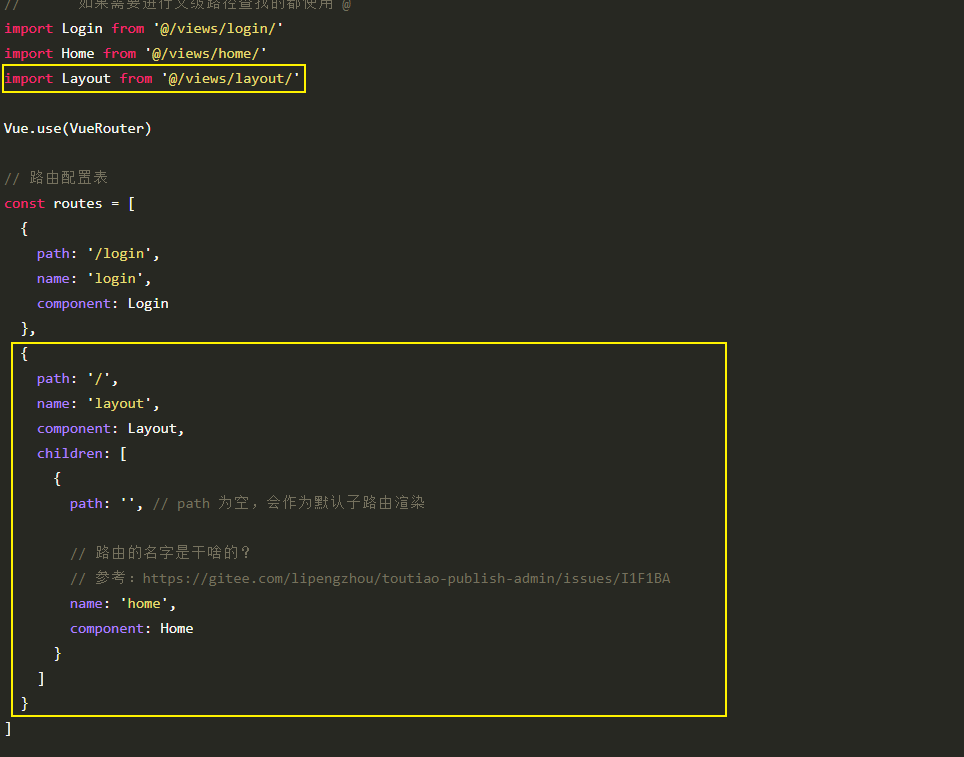 //       如果需要进行父级路径查找的都使用 @
import Login from '@/views/login/'
import Home from '@/views/home/'
import Layout from '@/views/layout/'
Vue.use(VueRouter)
// 路由配置表
const routes = [
  {
    path: '/login',
    name: 'login',
    component: Login
  },
  {
    path: '/',
    name: 'layout',
    component: Layout,
    children: [
      {
        path: '', // path 为空，会作为默认子路由渲染
        // 路由的名字是干啥的？
        // 参考：https://gitee.com/lipengzhou/toutiao-publish-admin/issues/I1F1BA
        name: 'home',
        component: Home
      }
    ]
  }
]